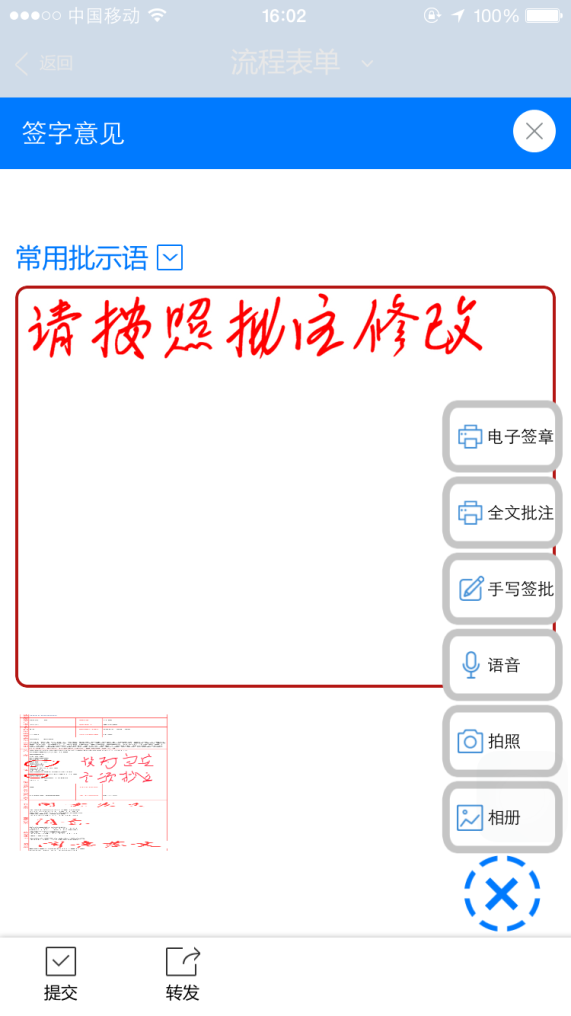 中国移动 16:02 100%
返回 流程表单
签字意见
常用批示语
请按照批注修改
电子签章
全文批注
手写签批
语音
拍照
相册
提交 转发